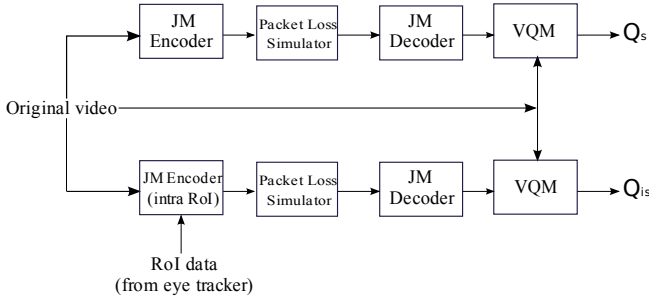 JM
Encoder
Packet Loss
Simulator
JM
Decoder
VQM
Qs
Original video
JM Encoder
(intra RoI)
Packet Loss
Simulator
JM
Decoder
VQM
Qis
RoI data
(from eye tracker)